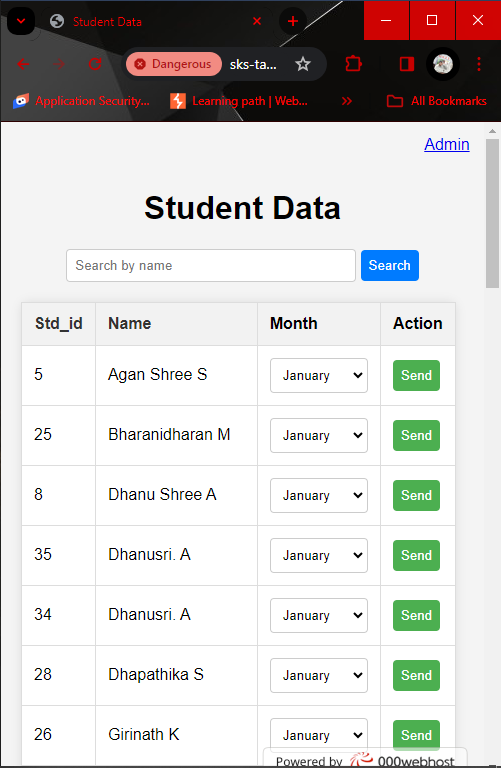 Student Data
Dangerous sks-ta...
Application Security... Learning path | Web... » All Bookmarks
Admin
Student Data
Search by name Search
Std_id Name Month Action
5 Agan Shree S January Send
25 Bharanidharan M January Send
8 Dhanu Shree A January Send
35 Dhanusri. A January Send
34 Dhanusri. A January Send
28 Dhapathika S January Send
26 Girinath K January Send
Powered by 000webhost